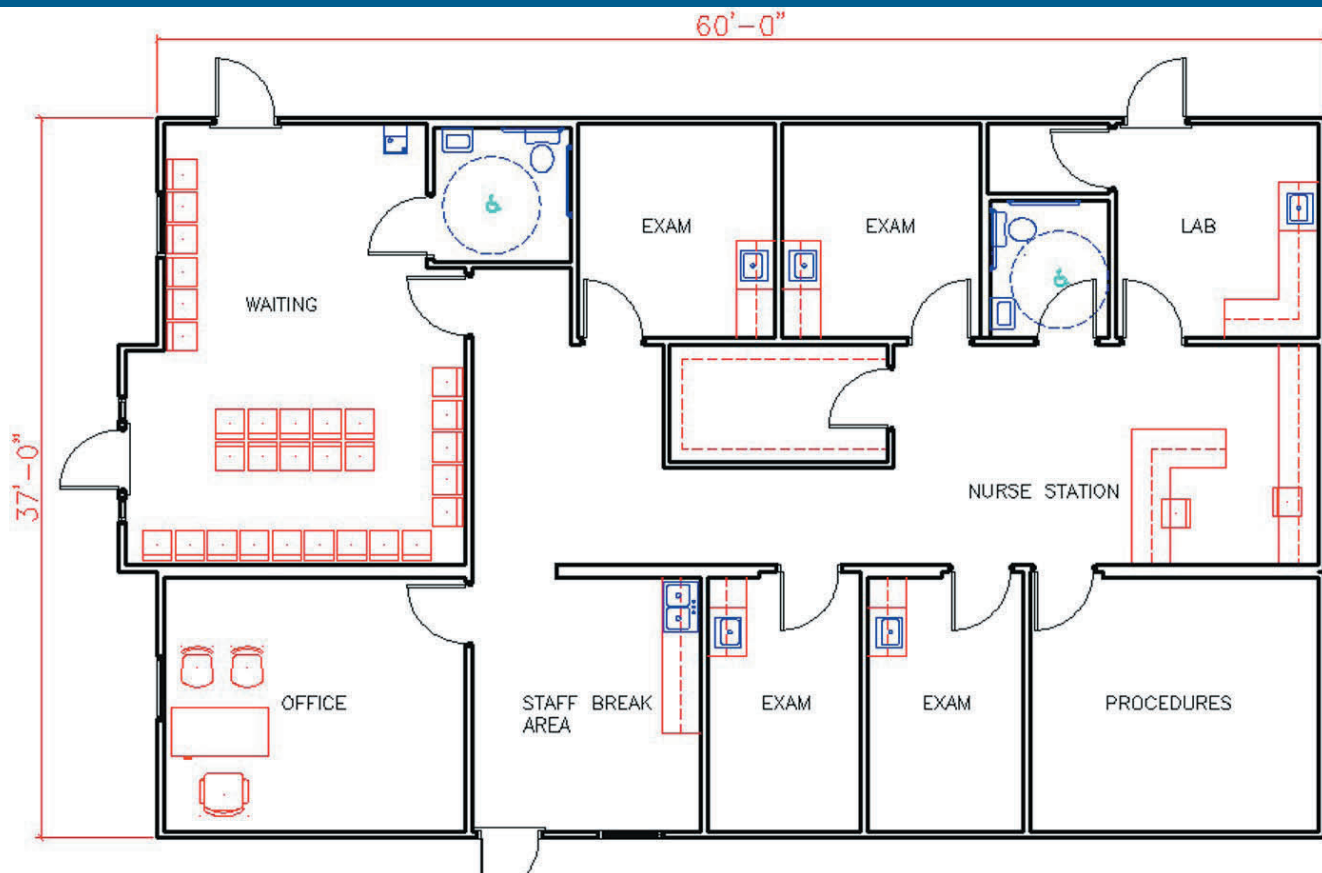 60'-0"
EXAM
EXAM
LAB
WAITING
37'-0"
NURSE STATION
OFFICE
STAFF BREAK
AREA
EXAM
EXAM
PROCEDURES